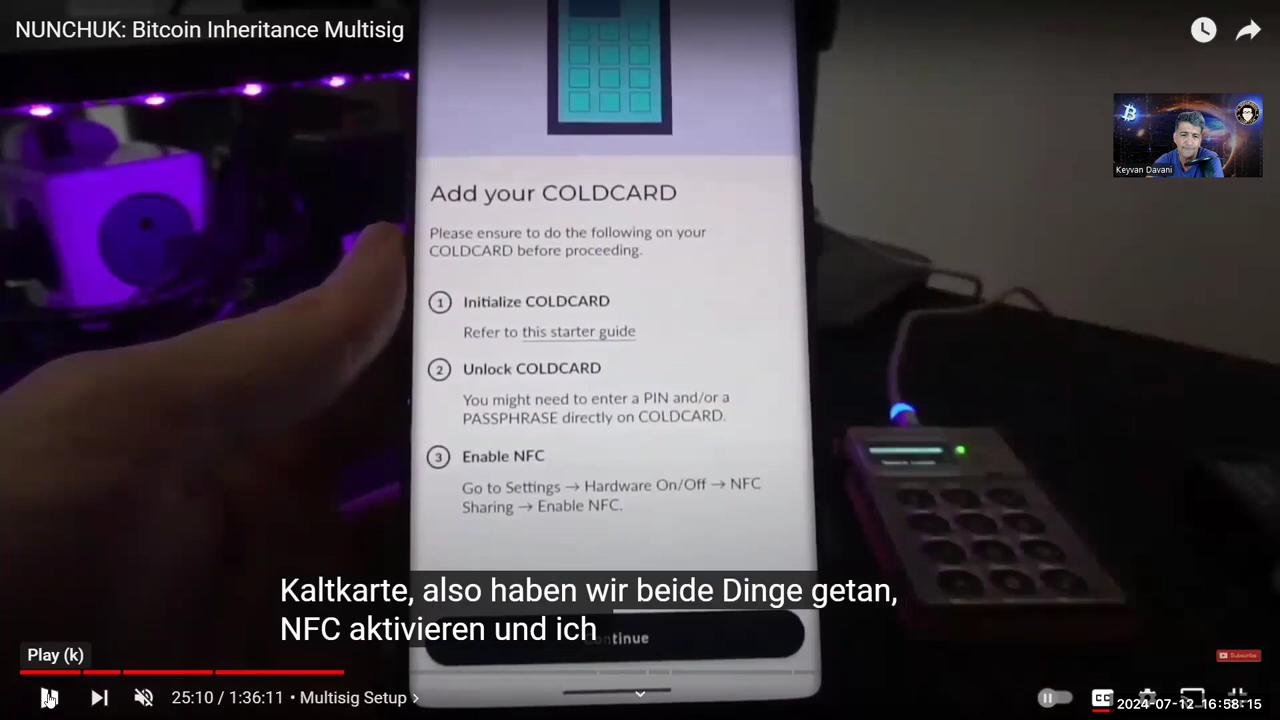 NUNCHUK: Bitcoin Inheritance Multisig
Keyvan Davani
Add your COLDCARD
Please ensure to do the following on your
COLDCARD before proceeding.
1 Initialize COLDCARD
Refer to this starter guide
2 Unlock COLDCARD
You might need to enter a PIN and/or a
PASSPHRASE directly on COLDCARD.
3 Enable NFC
Go to Settings → Hardware On/Off → NFC
Sharing → Enable NFC.
Kaltkarte, also haben wir beide Dinge getan,
NFC aktivieren und ich
ntinue
Play (k)
Subscribe
25:10 / 1:36:11 • Multisig Setup
CC
2024-07-12 16:58:15